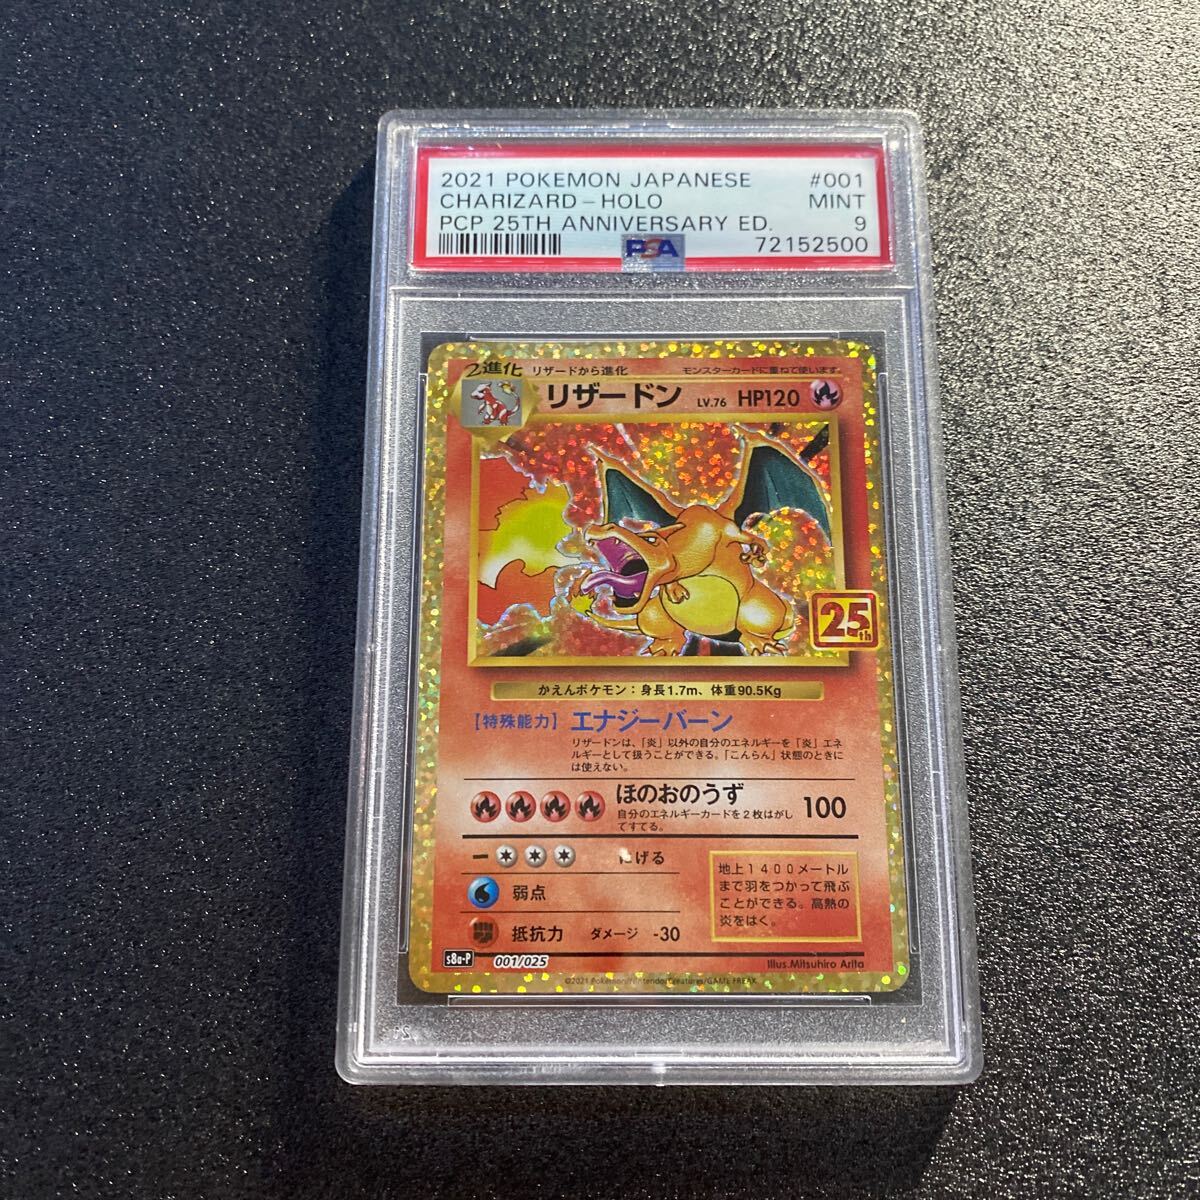 2021 POKEMON JAPANESE #001
CHARIZARD-HOLO MINT
PCP 25TH ANNIVERSARY ED. 9
PSA 72152500
2進化 リザードから進化 モンスターカードに重ねて使います。
リザードン LV.76 HP120
25th
かえんポケモン：身長1.7m、体重90.5Kg
【特殊能力】エナジーバーン
リザードンは、「炎」以外の自分のエネルギーを「炎」エネ
ルギーとして扱うことができる。「こんらん」状態のときに
は使えない。
ほのおのうず 100
自分のエネルギーカードを２枚はがし
てすてる。
にげる
弱点
抵抗力 ダメージ -30
地上１４００メートル
まで羽をつかって飛ぶ
ことができる。高熱の
炎をはく。
s8a-P 001/025 Illus.Mitsuhiro Arita
©2021 Pokémon/Nintendo/Creatures/GAME FREAK